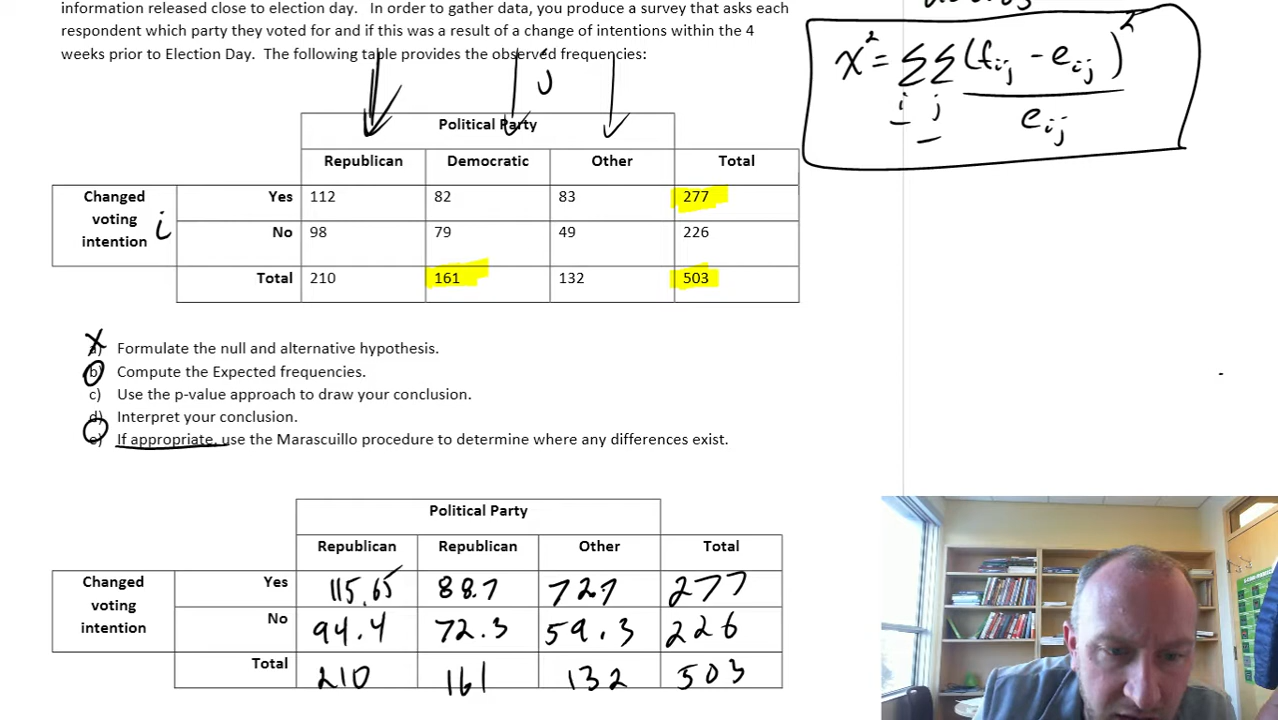 information released close to election day. In order to gather data, you produce a survey that asks each
respondent which party they voted for and if this was a result of a change of intentions within the 4
weeks prior to Election Day. The following table provides the observed frequencies:
j
x² = Σ Σ (fij - eij)²
i j eij
Political Party
Republican Democratic Other Total
Changed voting intention i
Yes 112 82 83 277
No 98 79 49 226
Total 210 161 132 503
a) Formulate the null and alternative hypothesis.
b) Compute the Expected frequencies.
c) Use the p-value approach to draw your conclusion.
d) Interpret your conclusion.
e) If appropriate, use the Marascuillo procedure to determine where any differences exist.
Political Party
Republican Republican Other Total
Changed voting intention
Yes 115.65 88.7 72.7 277
No 94.4 72.3 59.3 226
Total 210 161 132 503